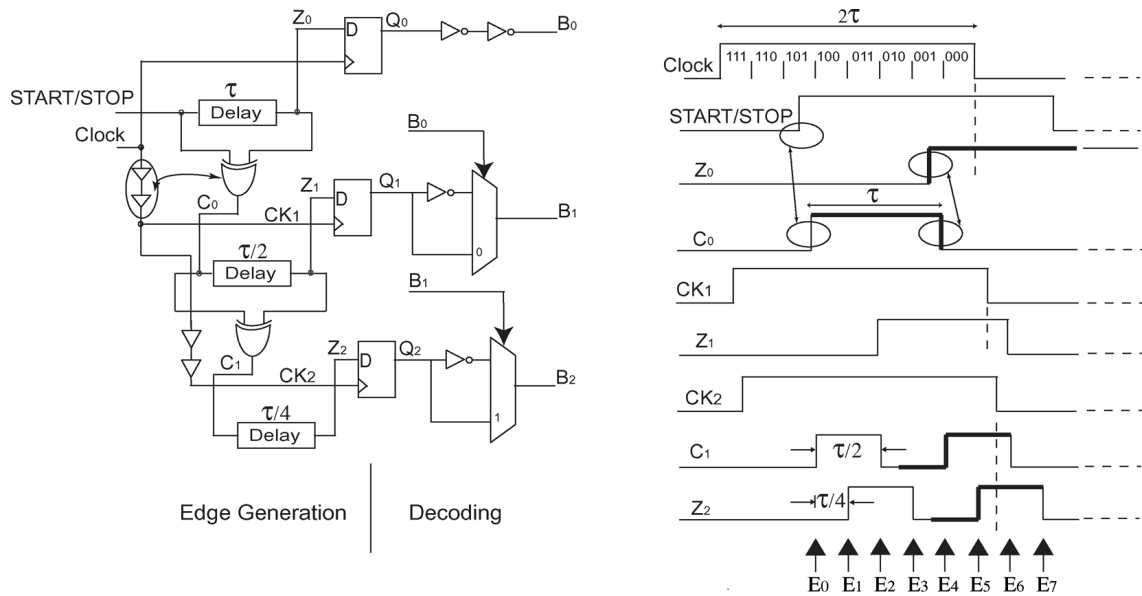 Z₀
D
Q₀
B₀
τ
START/STOP
Delay
Clock
B₀
C₀
Z₁
D
Q₁
CK₁
B₁
0
τ/2
Delay
B₁
C₁
Z₂
D
Q₂
CK₂
B₂
1
τ/4
Delay
Edge Generation
Decoding
2τ
Clock
111 110 101 100 011 010 001 000
START/STOP
Z₀
τ
C₀
CK₁
Z₁
CK₂
C₁
τ/2
Z₂
τ/4
E₀ E₁ E₂ E₃ E₄ E₅ E₆ E₇